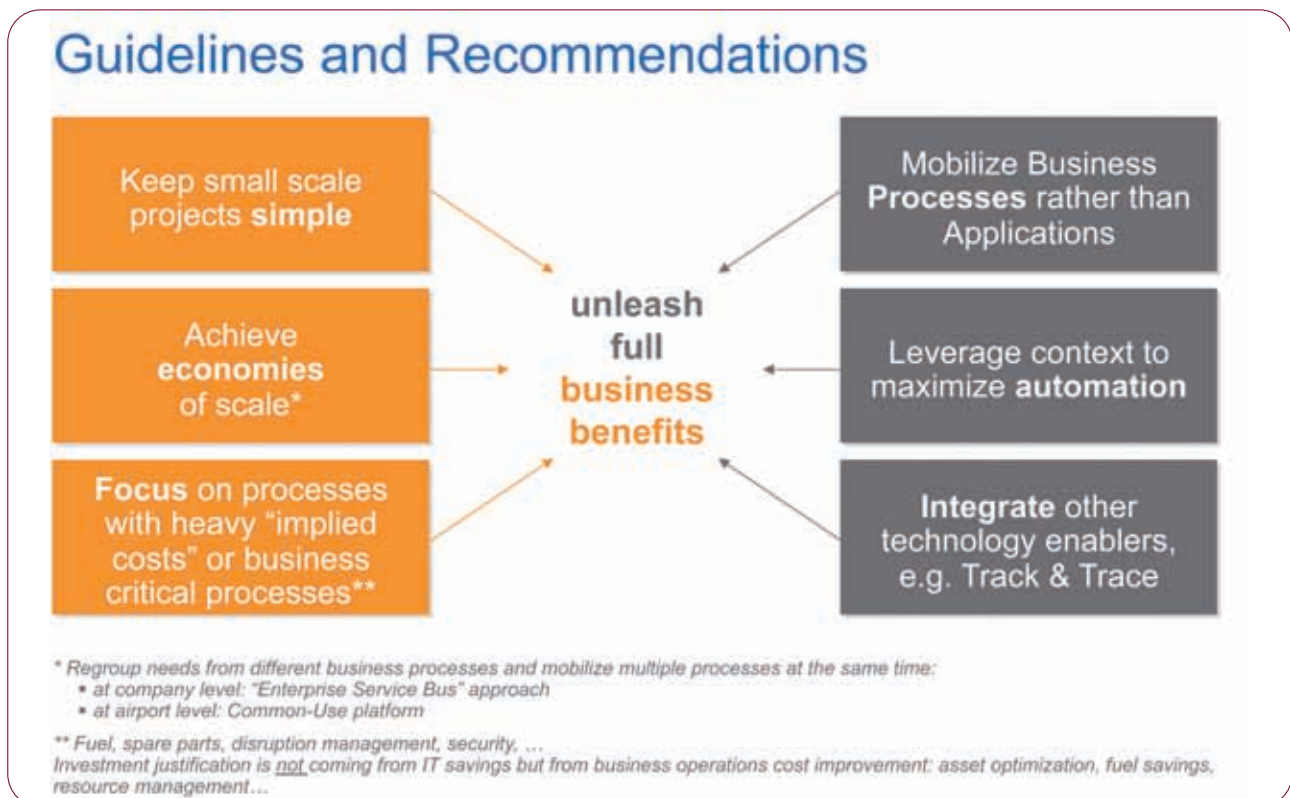 Guidelines and Recommendations
Keep small scale
projects simple
Achieve
economies
of scale*
Focus on processes
with heavy “implied
costs” or business
critical processes**
unleash
full
business
benefits
Mobilize Business
Processes rather than
Applications
Leverage context to
maximize automation
Integrate other
technology enablers,
e.g. Track & Trace
* Regroup needs from different business processes and mobilize multiple processes at the same time:
• at company level: “Enterprise Service Bus” approach
• at airport level: Common-Use platform
** Fuel, spare parts, disruption management, security, …
Investment justification is not coming from IT savings but from business operations cost improvement: asset optimization, fuel savings,
resource management…